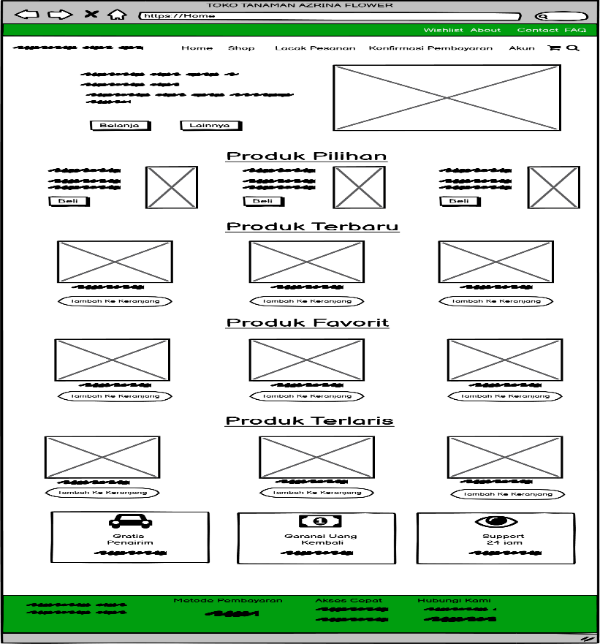 TOKO TANAMAN AZRINA FLOWER
https://Home
Wishlist About Contact FAQ
Home Shop Lacak Pesanan Konfirmasi Pembayaran Akun
Belanja Lainnya
Produk Pilihan
Beli Beli Beli
Produk Terbaru
Tambah Ke Keranjang Tambah Ke Keranjang Tambah Ke Keranjang
Produk Favorit
Tambah Ke Keranjang Tambah Ke Keranjang Tambah Ke Keranjang
Produk Terlaris
Tambah Ke Keranjang Tambah Ke Keranjang Tambah Ke Keranjang
1
Gratis Garansi Uang Support
Pengirim Kembali 24 jam
Metode Pembayaran Akses Cepat Hubungi Kami